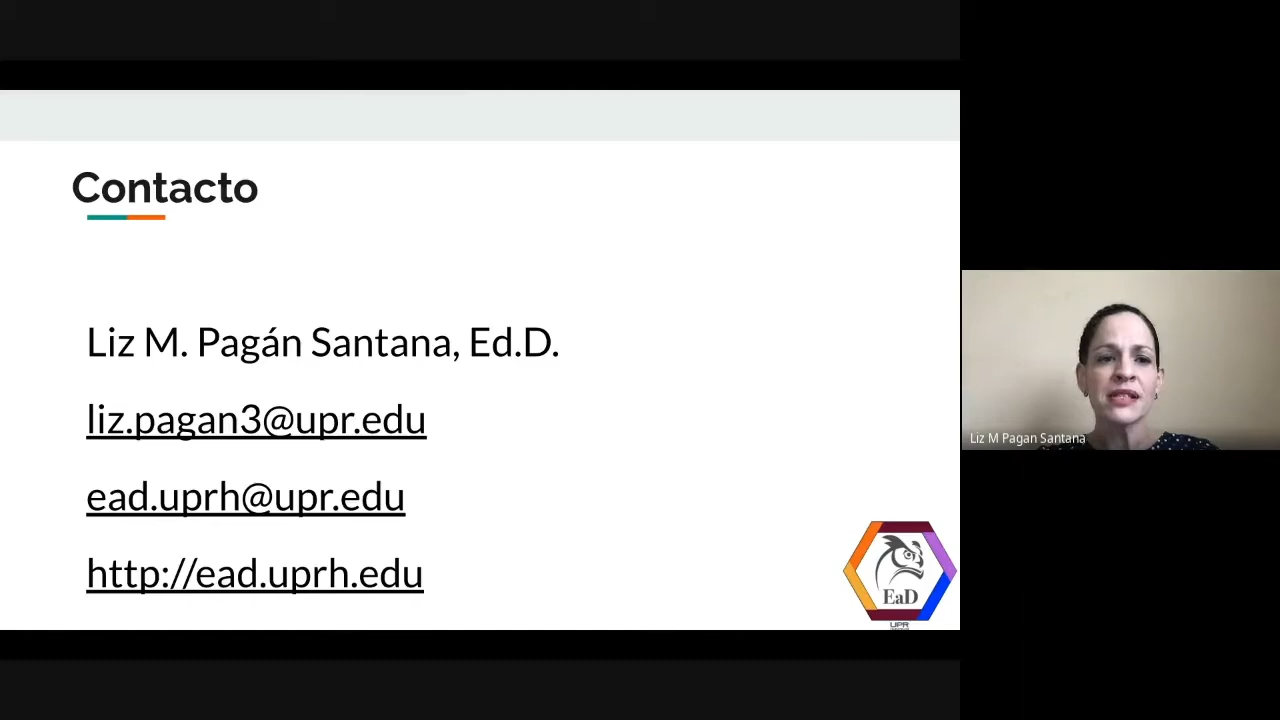 Contacto
Liz M. Pagán Santana, Ed.D.
liz.pagan3@upr.edu
ead.uprh@upr.edu
http://ead.uprh.edu
EaD
UPR
Liz M Pagan Santana